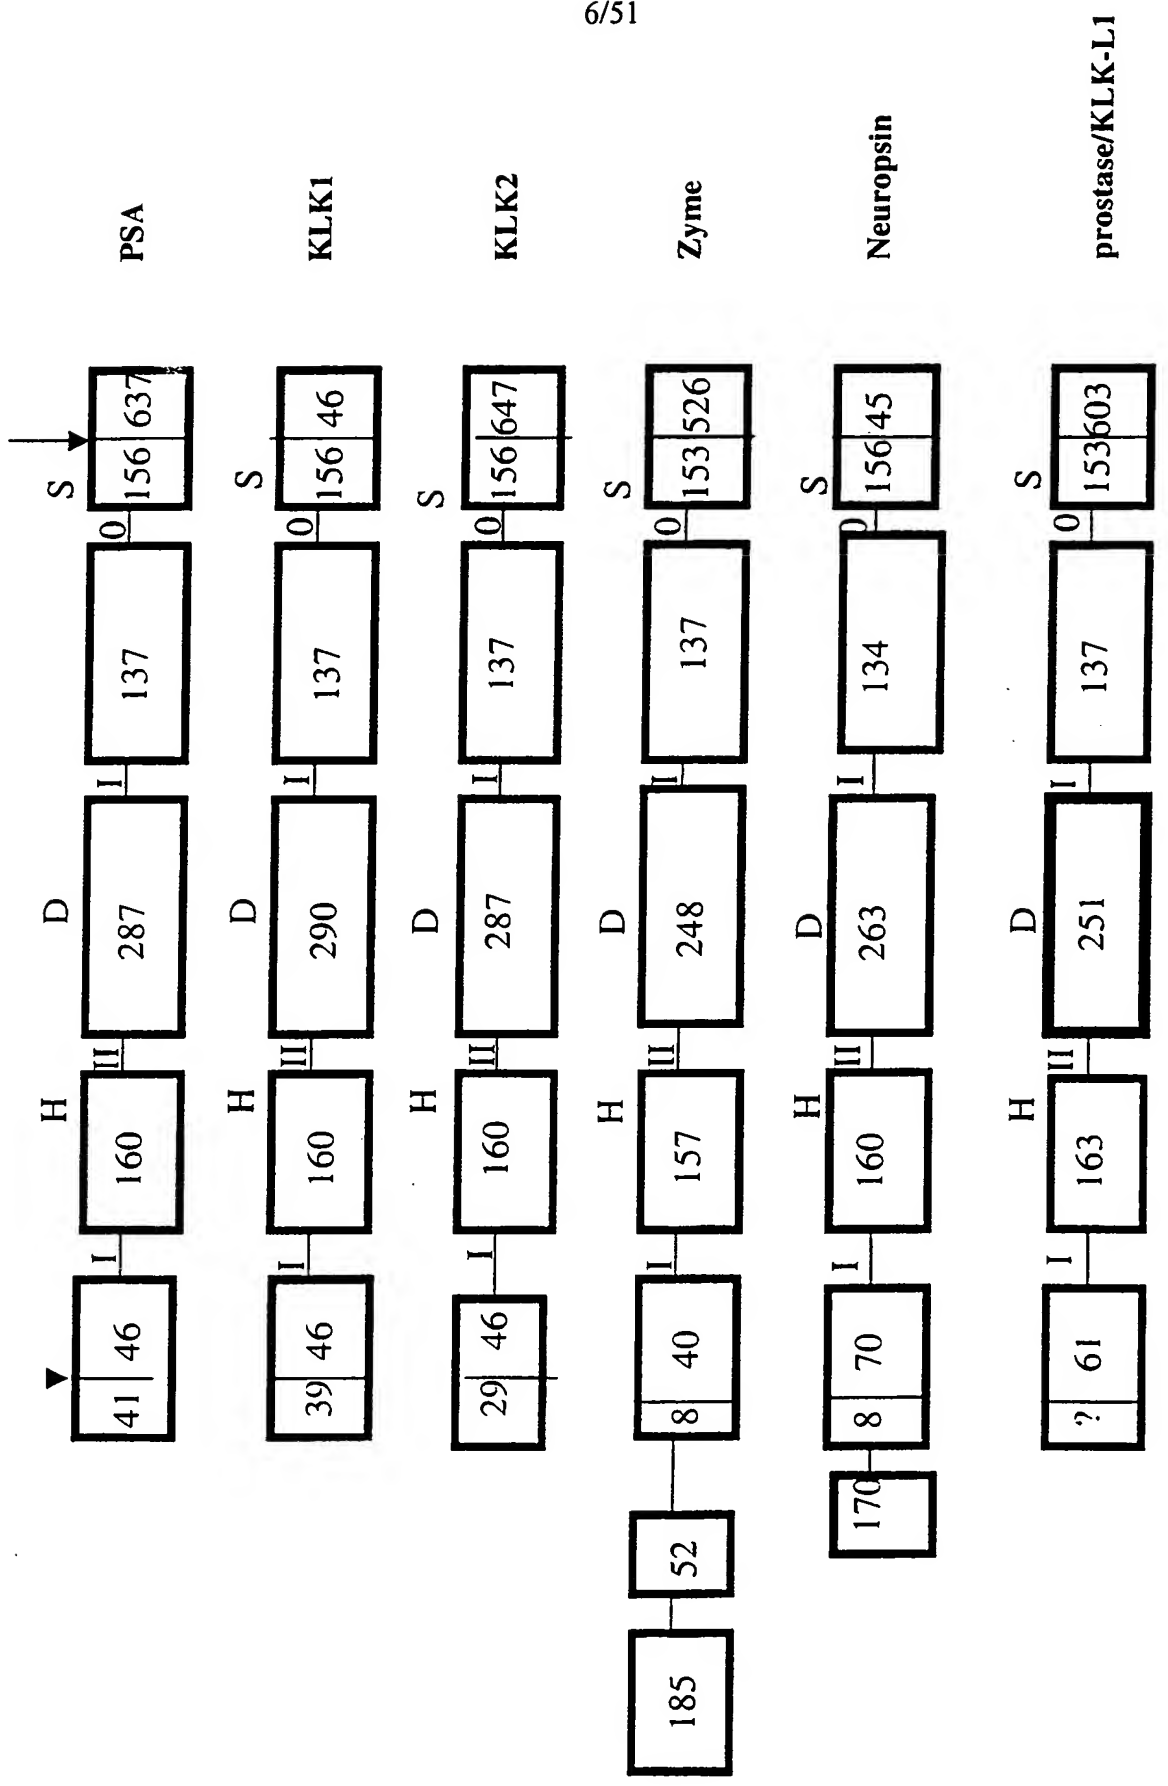 6/51
H D S
41 46 I 160 II 287 I 137 0 156 637 PSA
H D S
39 46 I 160 II 290 I 137 0 156 46 KLK1
H D S
29 46 I 160 II 287 I 137 0 156 647 KLK2
H D S
185 52 8 40 I 157 II 248 II 137 0 153 526 Zyme
H D S
170 8 70 I 160 II 263 II 134 0 156 45 Neuropsin
H D S
? 61 I 163 II 251 I 137 0 153 603 prostase/KLK-L1